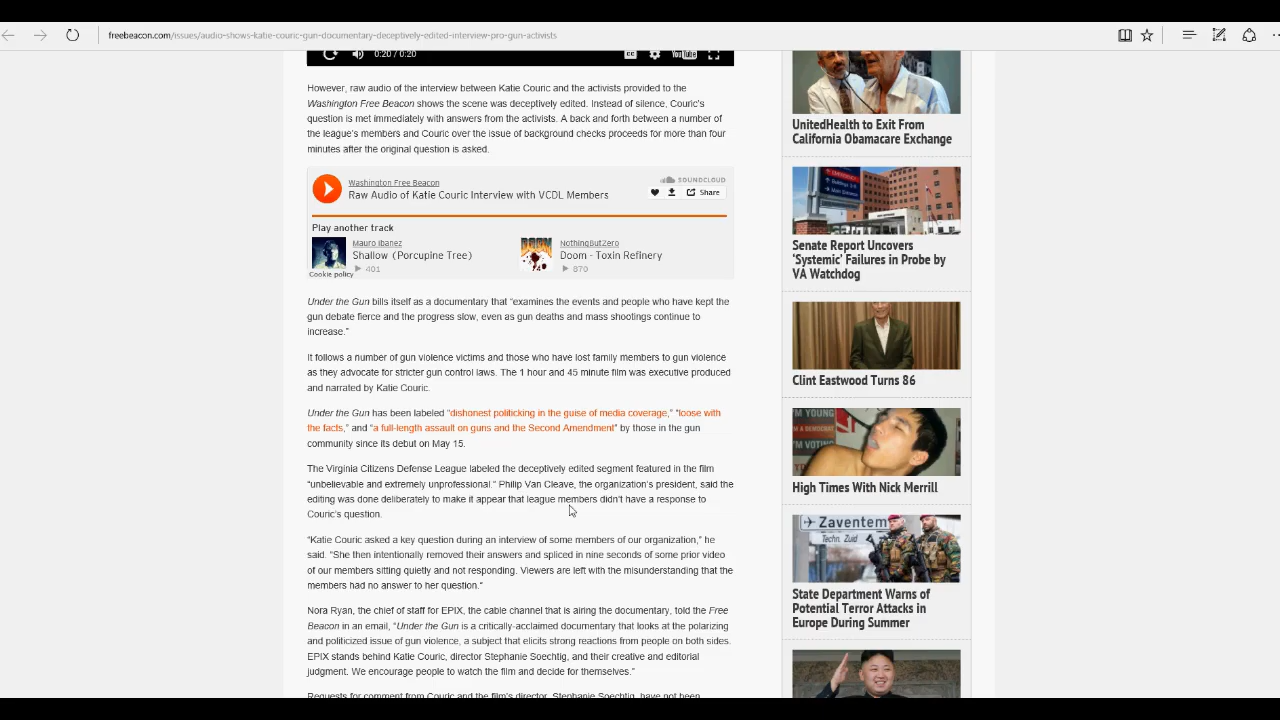 freebeacon.com/issues/audio-shows-katie-couric-gun-documentary-deceptively-edited-interview-pro-gun-activists
0:20 / 0:20
CC
YouTube
However, raw audio of the interview between Katie Couric and the activists provided to the
Washington Free Beacon shows the scene was deceptively edited. Instead of silence, Couric's
question is met immediately with answers from the activists. A back and forth between a number of
the league's members and Couric over the issue of background checks proceeds for more than four
minutes after the original question is asked.
SOUNDCLOUD
Washington Free Beacon
Raw Audio of Katie Couric Interview with VCDL Members
Share
Play another track
Mauro Ibanez
Shallow (Porcupine Tree)
401
Cookie policy
DOOM
NothingButZero
Doom - Toxin Refinery
870
Under the Gun bills itself as a documentary that “examines the events and people who have kept the
gun debate fierce and the progress slow, even as gun deaths and mass shootings continue to
increase.”
It follows a number of gun violence victims and those who have lost family members to gun violence
as they advocate for stricter gun control laws. The 1 hour and 45 minute film was executive produced
and narrated by Katie Couric.
Under the Gun has been labeled “dishonest politicking in the guise of media coverage,” “loose with
the facts,” and “a full-length assault on guns and the Second Amendment” by those in the gun
community since its debut on May 15.
The Virginia Citizens Defense League labeled the deceptively edited segment featured in the film
“unbelievable and extremely unprofessional.” Philip Van Cleave, the organization's president, said the
editing was done deliberately to make it appear that league members didn't have a response to
Couric's question.
“Katie Couric asked a key question during an interview of some members of our organization,” he
said. “She then intentionally removed their answers and spliced in nine seconds of some prior video
of our members sitting quietly and not responding. Viewers are left with the misunderstanding that the
members had no answer to her question.”
Nora Ryan, the chief of staff for EPIX, the cable channel that is airing the documentary, told the Free
Beacon in an email, “Under the Gun is a critically-acclaimed documentary that looks at the polarizing
and politicized issue of gun violence, a subject that elicits strong reactions from people on both sides.
EPIX stands behind Katie Couric, director Stephanie Soechtig, and their creative and editorial
judgment. We encourage people to watch the film and decide for themselves.”
Requests for comment from Couric and the film's director, Stephanie Soechtig, have not been
UnitedHealth to Exit From
California Obamacare Exchange
Senate Report Uncovers
‘Systemic’ Failures in Probe by
VA Watchdog
Clint Eastwood Turns 86
I'M YOUNG
I'M A DEMOCRAT
I'M VOTING
High Times With Nick Merrill
Zaventem
Techn. Zuid
State Department Warns of
Potential Terror Attacks in
Europe During Summer